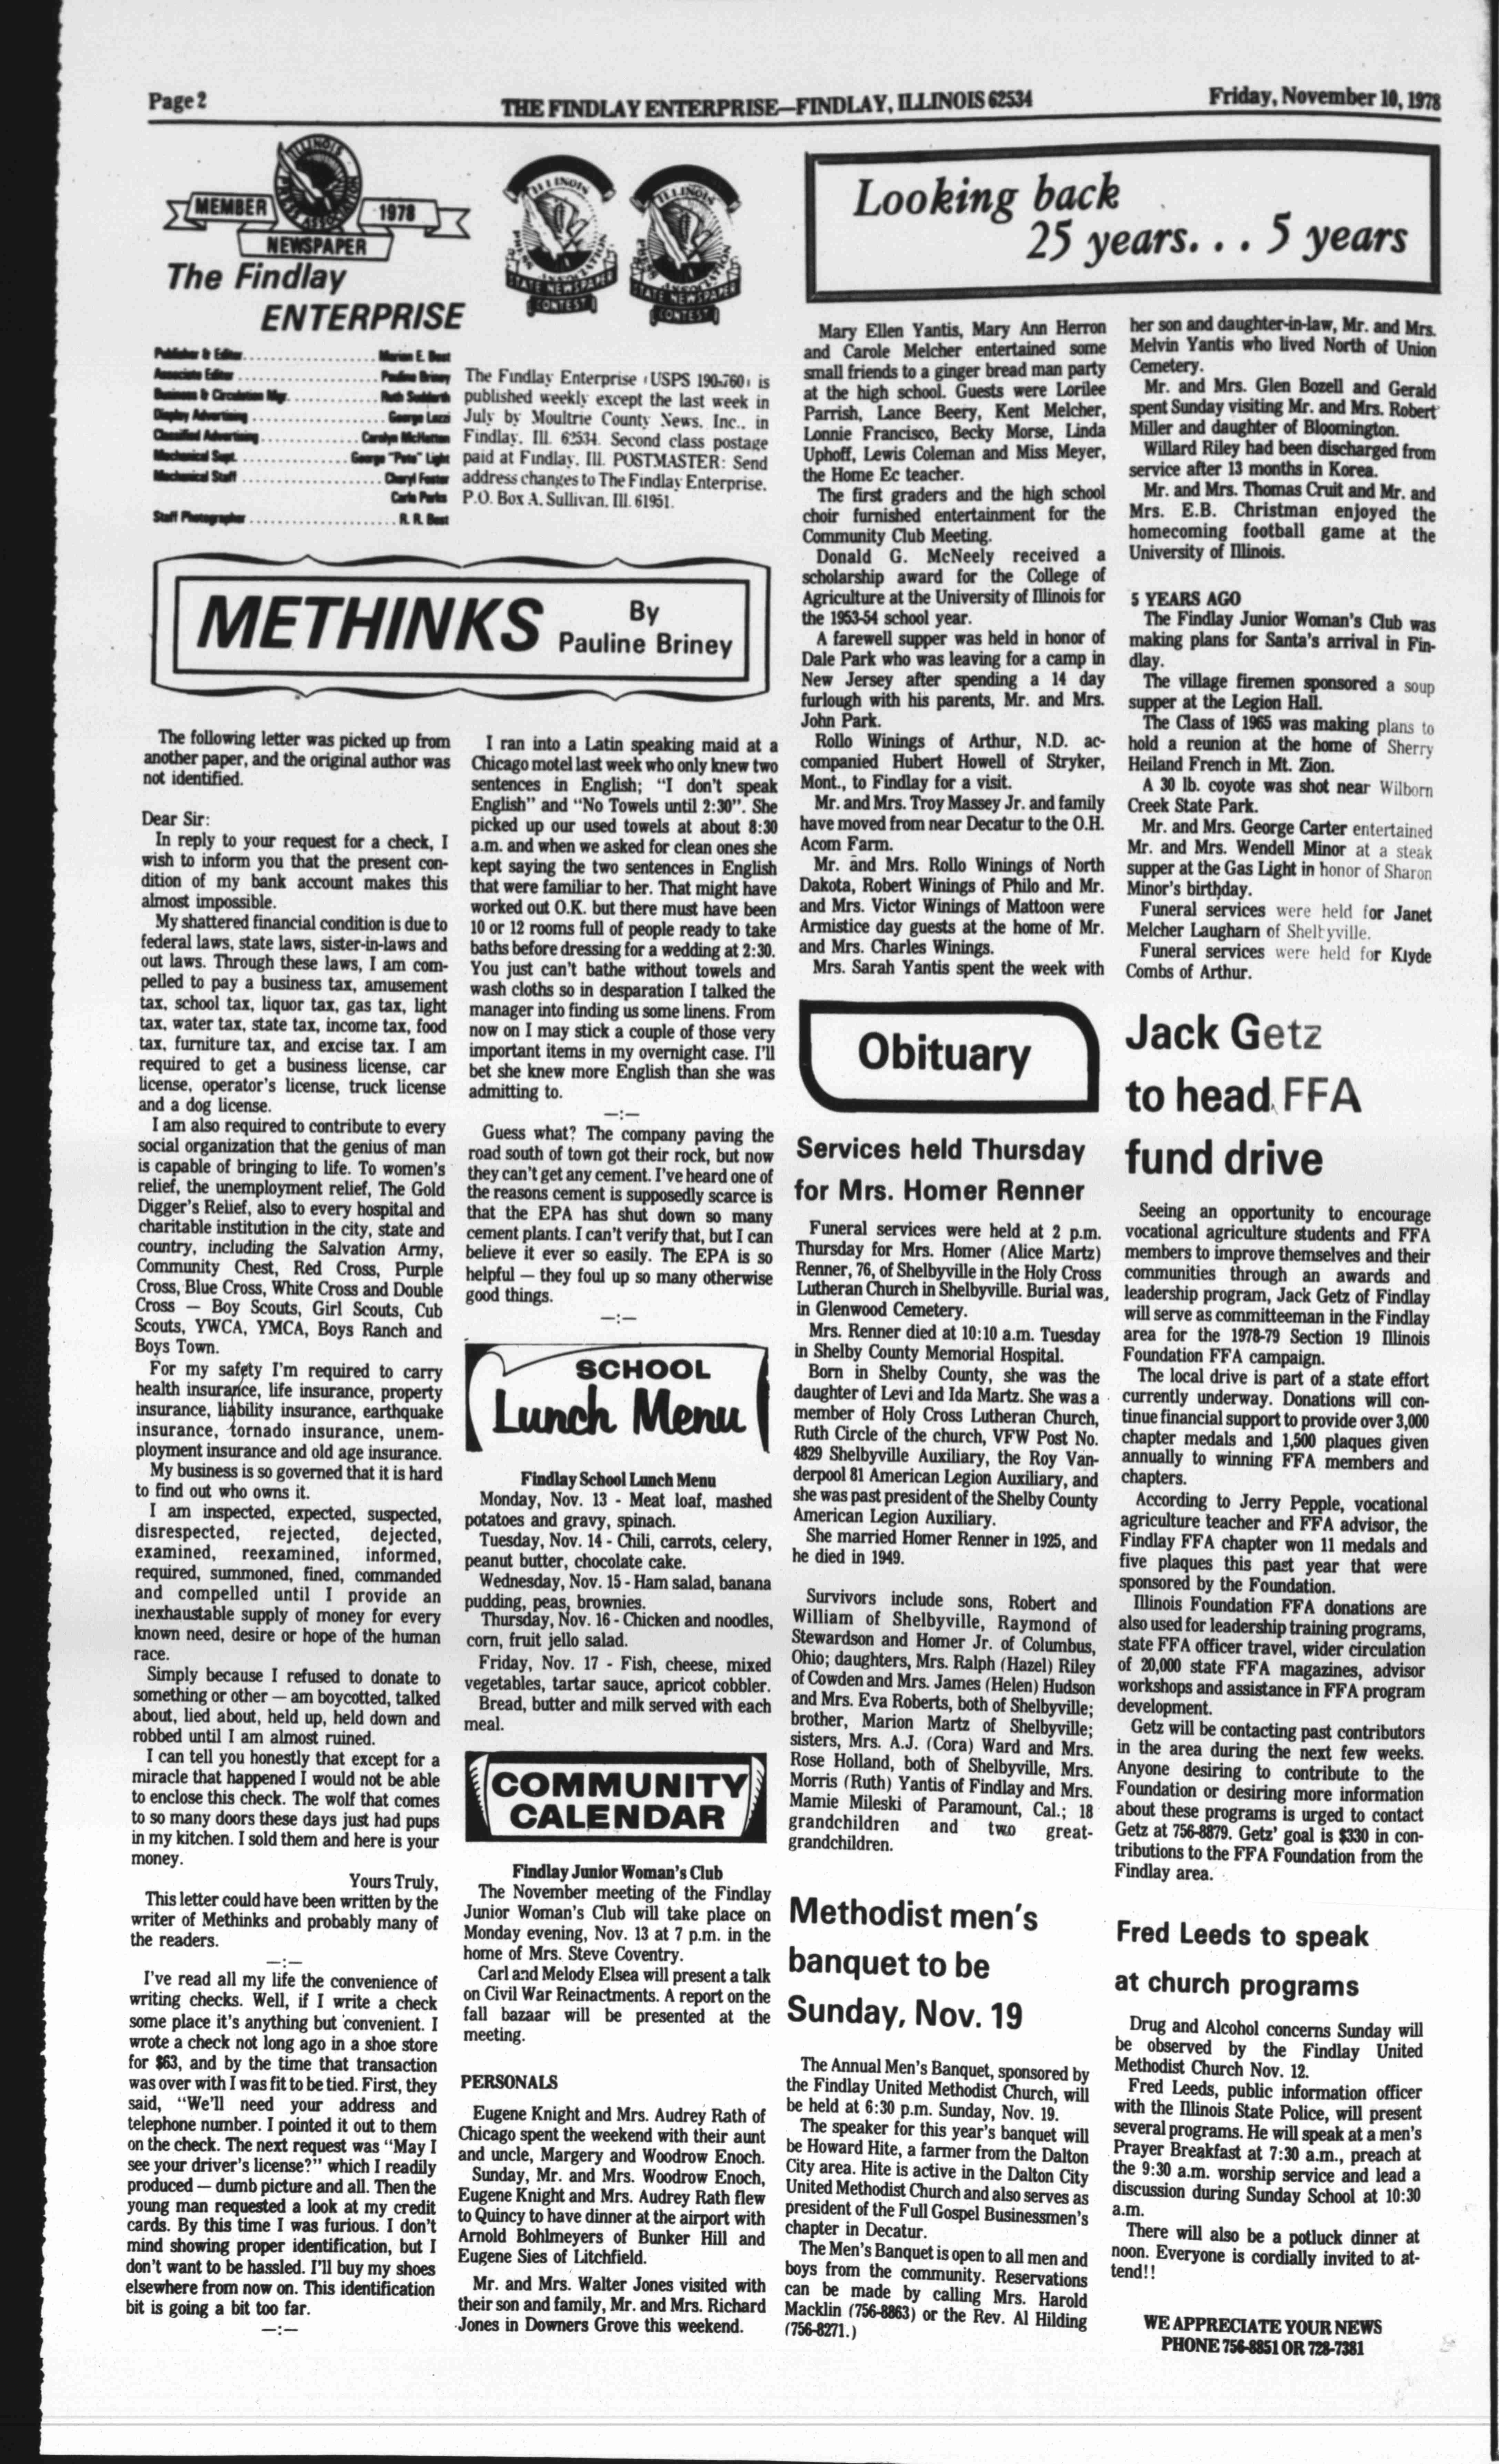 Page 2
THE FINDLAY ENTERPRISE—FINDLAY, ILLINOIS 62534
Friday, November 10, 1978
ILLINOIS
PRESS ASSOCIATION
MEMBER
1978
NEWSPAPER
The Findlay
ENTERPRISE
ILLINOIS
PRESS ASSOCIATION
STATE NEWSPAPER
CONTEST
ILLINOIS
PRESS ASSOCIATION
STATE NEWSPAPER
CONTEST
Publisher & Editor . . . . . . . . Marion E. Best
Associate Editor . . . . . . . . Pauline Briney
Business & Circulation Mgr. . . . . . . . . Ruth Suddarth
Display Advertising . . . . . . . . George Lezzi
Classified Advertising . . . . . . . . Carolyn McHatten
Mechanical Supt. . . . . . . . . George "Pete" Light
Mechanical Staff . . . . . . . . Cheryl Foster
Carla Parks
Staff Photographer . . . . . . . . R. R. Best
The Findlay Enterprise (USPS 190-760) is
published weekly except the last week in
July by Moultrie County News, Inc., in
Findlay, Ill. 62534. Second class postage
paid at Findlay, Ill. POSTMASTER: Send
address changes to The Findlay Enterprise,
P.O. Box A, Sullivan, Ill. 61951.
METHINKS
By
Pauline Briney
The following letter was picked up from
another paper, and the original author was
not identified.
Dear Sir:
In reply to your request for a check, I
wish to inform you that the present con-
dition of my bank account makes this
almost impossible.
My shattered financial condition is due to
federal laws, state laws, sister-in-laws and
out laws. Through these laws, I am com-
pelled to pay a business tax, amusement
tax, school tax, liquor tax, gas tax, light
tax, water tax, state tax, income tax, food
tax, furniture tax, and excise tax. I am
required to get a business license, car
license, operator's license, truck license
and a dog license.
I am also required to contribute to every
social organization that the genius of man
is capable of bringing to life. To women's
relief, the unemployment relief, The Gold
Digger's Relief, also to every hospital and
charitable institution in the city, state and
country, including the Salvation Army,
Community Chest, Red Cross, Purple
Cross, Blue Cross, White Cross and Double
Cross — Boy Scouts, Girl Scouts, Cub
Scouts, YWCA, YMCA, Boys Ranch and
Boys Town.
For my safety I'm required to carry
health insurance, life insurance, property
insurance, liability insurance, earthquake
insurance, tornado insurance, unem-
ployment insurance and old age insurance.
My business is so governed that it is hard
to find out who owns it.
I am inspected, expected, suspected,
disrespected, rejected, dejected,
examined, reexamined, informed,
required, summoned, fined, commanded
and compelled until I provide an
inexhaustable supply of money for every
known need, desire or hope of the human
race.
Simply because I refused to donate to
something or other — am boycotted, talked
about, lied about, held up, held down and
robbed until I am almost ruined.
I can tell you honestly that except for a
miracle that happened I would not be able
to enclose this check. The wolf that comes
to so many doors these days just had pups
in my kitchen. I sold them and here is your
money.
Yours Truly,
This letter could have been written by the
writer of Methinks and probably many of
the readers.
—:—
I've read all my life the convenience of
writing checks. Well, if I write a check
some place it's anything but convenient. I
wrote a check not long ago in a shoe store
for $63, and by the time that transaction
was over with I was fit to be tied. First, they
said, "We'll need your address and
telephone number. I pointed it out to them
on the check. The next request was "May I
see your driver's license?" which I readily
produced — dumb picture and all. Then the
young man requested a look at my credit
cards. By this time I was furious. I don't
mind showing proper identification, but I
don't want to be hassled. I'll buy my shoes
elsewhere from now on. This identification
bit is going a bit too far.
—:—
I ran into a Latin speaking maid at a
Chicago motel last week who only knew two
sentences in English; "I don't speak
English" and "No Towels until 2:30". She
picked up our used towels at about 8:30
a.m. and when we asked for clean ones she
kept saying the two sentences in English
that were familiar to her. That might have
worked out O.K. but there must have been
10 or 12 rooms full of people ready to take
baths before dressing for a wedding at 2:30.
You just can't bathe without towels and
wash cloths so in desparation I talked the
manager into finding us some linens. From
now on I may stick a couple of those very
important items in my overnight case. I'll
bet she knew more English than she was
admitting to.
—:—
Guess what? The company paving the
road south of town got their rock, but now
they can't get any cement. I've heard one of
the reasons cement is supposedly scarce is
that the EPA has shut down so many
cement plants. I can't verify that, but I can
believe it ever so easily. The EPA is so
helpful — they foul up so many otherwise
good things.
—:—
SCHOOL
Lunch Menu
Findlay School Lunch Menu
Monday, Nov. 13 - Meat loaf, mashed
potatoes and gravy, spinach.
Tuesday, Nov. 14 - Chili, carrots, celery,
peanut butter, chocolate cake.
Wednesday, Nov. 15 - Ham salad, banana
pudding, peas, brownies.
Thursday, Nov. 16 - Chicken and noodles,
corn, fruit jello salad.
Friday, Nov. 17 - Fish, cheese, mixed
vegetables, tartar sauce, apricot cobbler.
Bread, butter and milk served with each
meal.
COMMUNITY
CALENDAR
Findlay Junior Woman's Club
The November meeting of the Findlay
Junior Woman's Club will take place on
Monday evening, Nov. 13 at 7 p.m. in the
home of Mrs. Steve Coventry.
Carl and Melody Elsea will present a talk
on Civil War Reinactments. A report on the
fall bazaar will be presented at the
meeting.
PERSONALS
Eugene Knight and Mrs. Audrey Rath of
Chicago spent the weekend with their aunt
and uncle, Margery and Woodrow Enoch.
Sunday, Mr. and Mrs. Woodrow Enoch,
Eugene Knight and Mrs. Audrey Rath flew
to Quincy to have dinner at the airport with
Arnold Bohlmeyers of Bunker Hill and
Eugene Sies of Litchfield.
Mr. and Mrs. Walter Jones visited with
their son and family, Mr. and Mrs. Richard
Jones in Downers Grove this weekend.
Looking back
25 years. . . 5 years
Mary Ellen Yantis, Mary Ann Herron
and Carole Melcher entertained some
small friends to a ginger bread man party
at the high school. Guests were Lorilee
Parrish, Lance Beery, Kent Melcher,
Lonnie Francisco, Becky Morse, Linda
Uphoff, Lewis Coleman and Miss Meyer,
the Home Ec teacher.
The first graders and the high school
choir furnished entertainment for the
Community Club Meeting.
Donald G. McNeely received a
scholarship award for the College of
Agriculture at the University of Illinois for
the 1953-54 school year.
A farewell supper was held in honor of
Dale Park who was leaving for a camp in
New Jersey after spending a 14 day
furlough with his parents, Mr. and Mrs.
John Park.
Rollo Winings of Arthur, N.D. ac-
companied Hubert Howell of Stryker,
Mont., to Findlay for a visit.
Mr. and Mrs. Troy Massey Jr. and family
have moved from near Decatur to the O.H.
Acom Farm.
Mr. and Mrs. Rollo Winings of North
Dakota, Robert Winings of Philo and Mr.
and Mrs. Victor Winings of Mattoon were
Armistice day guests at the home of Mr.
and Mrs. Charles Winings.
Mrs. Sarah Yantis spent the week with
her son and daughter-in-law, Mr. and Mrs.
Melvin Yantis who lived North of Union
Cemetery.
Mr. and Mrs. Glen Bozell and Gerald
spent Sunday visiting Mr. and Mrs. Robert
Miller and daughter of Bloomington.
Willard Riley had been discharged from
service after 13 months in Korea.
Mr. and Mrs. Thomas Cruit and Mr. and
Mrs. E.B. Christman enjoyed the
homecoming football game at the
University of Illinois.
5 YEARS AGO
The Findlay Junior Woman's Club was
making plans for Santa's arrival in Fin-
dlay.
The village firemen sponsored a soup
supper at the Legion Hall.
The Class of 1965 was making plans to
hold a reunion at the home of Sherry
Heiland French in Mt. Zion.
A 30 lb. coyote was shot near Wilborn
Creek State Park.
Mr. and Mrs. George Carter entertained
Mr. and Mrs. Wendell Minor at a steak
supper at the Gas Light in honor of Sharon
Minor's birthday.
Funeral services were held for Janet
Melcher Laugharn of Shelbyville.
Funeral services were held for Klyde
Combs of Arthur.
Obituary
Services held Thursday
for Mrs. Homer Renner
Funeral services were held at 2 p.m.
Thursday for Mrs. Homer (Alice Martz)
Renner, 76, of Shelbyville in the Holy Cross
Lutheran Church in Shelbyville. Burial was
in Glenwood Cemetery.
Mrs. Renner died at 10:10 a.m. Tuesday
in Shelby County Memorial Hospital.
Born in Shelby County, she was the
daughter of Levi and Ida Martz. She was a
member of Holy Cross Lutheran Church,
Ruth Circle of the church, VFW Post No.
4829 Shelbyville Auxiliary, the Roy Van-
derpool 81 American Legion Auxiliary, and
she was past president of the Shelby County
American Legion Auxiliary.
She married Homer Renner in 1925, and
he died in 1949.
Survivors include sons, Robert and
William of Shelbyville, Raymond of
Stewardson and Homer Jr. of Columbus,
Ohio; daughters, Mrs. Ralph (Hazel) Riley
of Cowden and Mrs. James (Helen) Hudson
and Mrs. Eva Roberts, both of Shelbyville;
brother, Marion Martz of Shelbyville;
sisters, Mrs. A.J. (Cora) Ward and Mrs.
Rose Holland, both of Shelbyville, Mrs.
Morris (Ruth) Yantis of Findlay and Mrs.
Mamie Mileski of Paramount, Cal.; 18
grandchildren and two great-
grandchildren.
Methodist men's
banquet to be
Sunday, Nov. 19
The Annual Men's Banquet, sponsored by
the Findlay United Methodist Church, will
be held at 6:30 p.m. Sunday, Nov. 19.
The speaker for this year's banquet will
be Howard Hite, a farmer from the Dalton
City area. Hite is active in the Dalton City
United Methodist Church and also serves as
president of the Full Gospel Businessmen's
chapter in Decatur.
The Men's Banquet is open to all men and
boys from the community. Reservations
can be made by calling Mrs. Harold
Macklin (756-8863) or the Rev. Al Hilding
(756-8271.)
Jack Getz
to head FFA
fund drive
Seeing an opportunity to encourage
vocational agriculture students and FFA
members to improve themselves and their
communities through an awards and
leadership program, Jack Getz of Findlay
will serve as committeeman in the Findlay
area for the 1978-79 Section 19 Illinois
Foundation FFA campaign.
The local drive is part of a state effort
currently underway. Donations will con-
tinue financial support to provide over 3,000
chapter medals and 1,500 plaques given
annually to winning FFA members and
chapters.
According to Jerry Pepple, vocational
agriculture teacher and FFA advisor, the
Findlay FFA chapter won 11 medals and
five plaques this past year that were
sponsored by the Foundation.
Illinois Foundation FFA donations are
also used for leadership training programs,
state FFA officer travel, wider circulation
of 20,000 state FFA magazines, advisor
workshops and assistance in FFA program
development.
Getz will be contacting past contributors
in the area during the next few weeks.
Anyone desiring to contribute to the
Foundation or desiring more information
about these programs is urged to contact
Getz at 756-8879. Getz' goal is $330 in con-
tributions to the FFA Foundation from the
Findlay area.
Fred Leeds to speak
at church programs
Drug and Alcohol concerns Sunday will
be observed by the Findlay United
Methodist Church Nov. 12.
Fred Leeds, public information officer
with the Illinois State Police, will present
several programs. He will speak at a men's
Prayer Breakfast at 7:30 a.m., preach at
the 9:30 a.m. worship service and lead a
discussion during Sunday School at 10:30
a.m.
There will also be a potluck dinner at
noon. Everyone is cordially invited to at-
tend!!
WE APPRECIATE YOUR NEWS
PHONE 756-8851 OR 728-7381